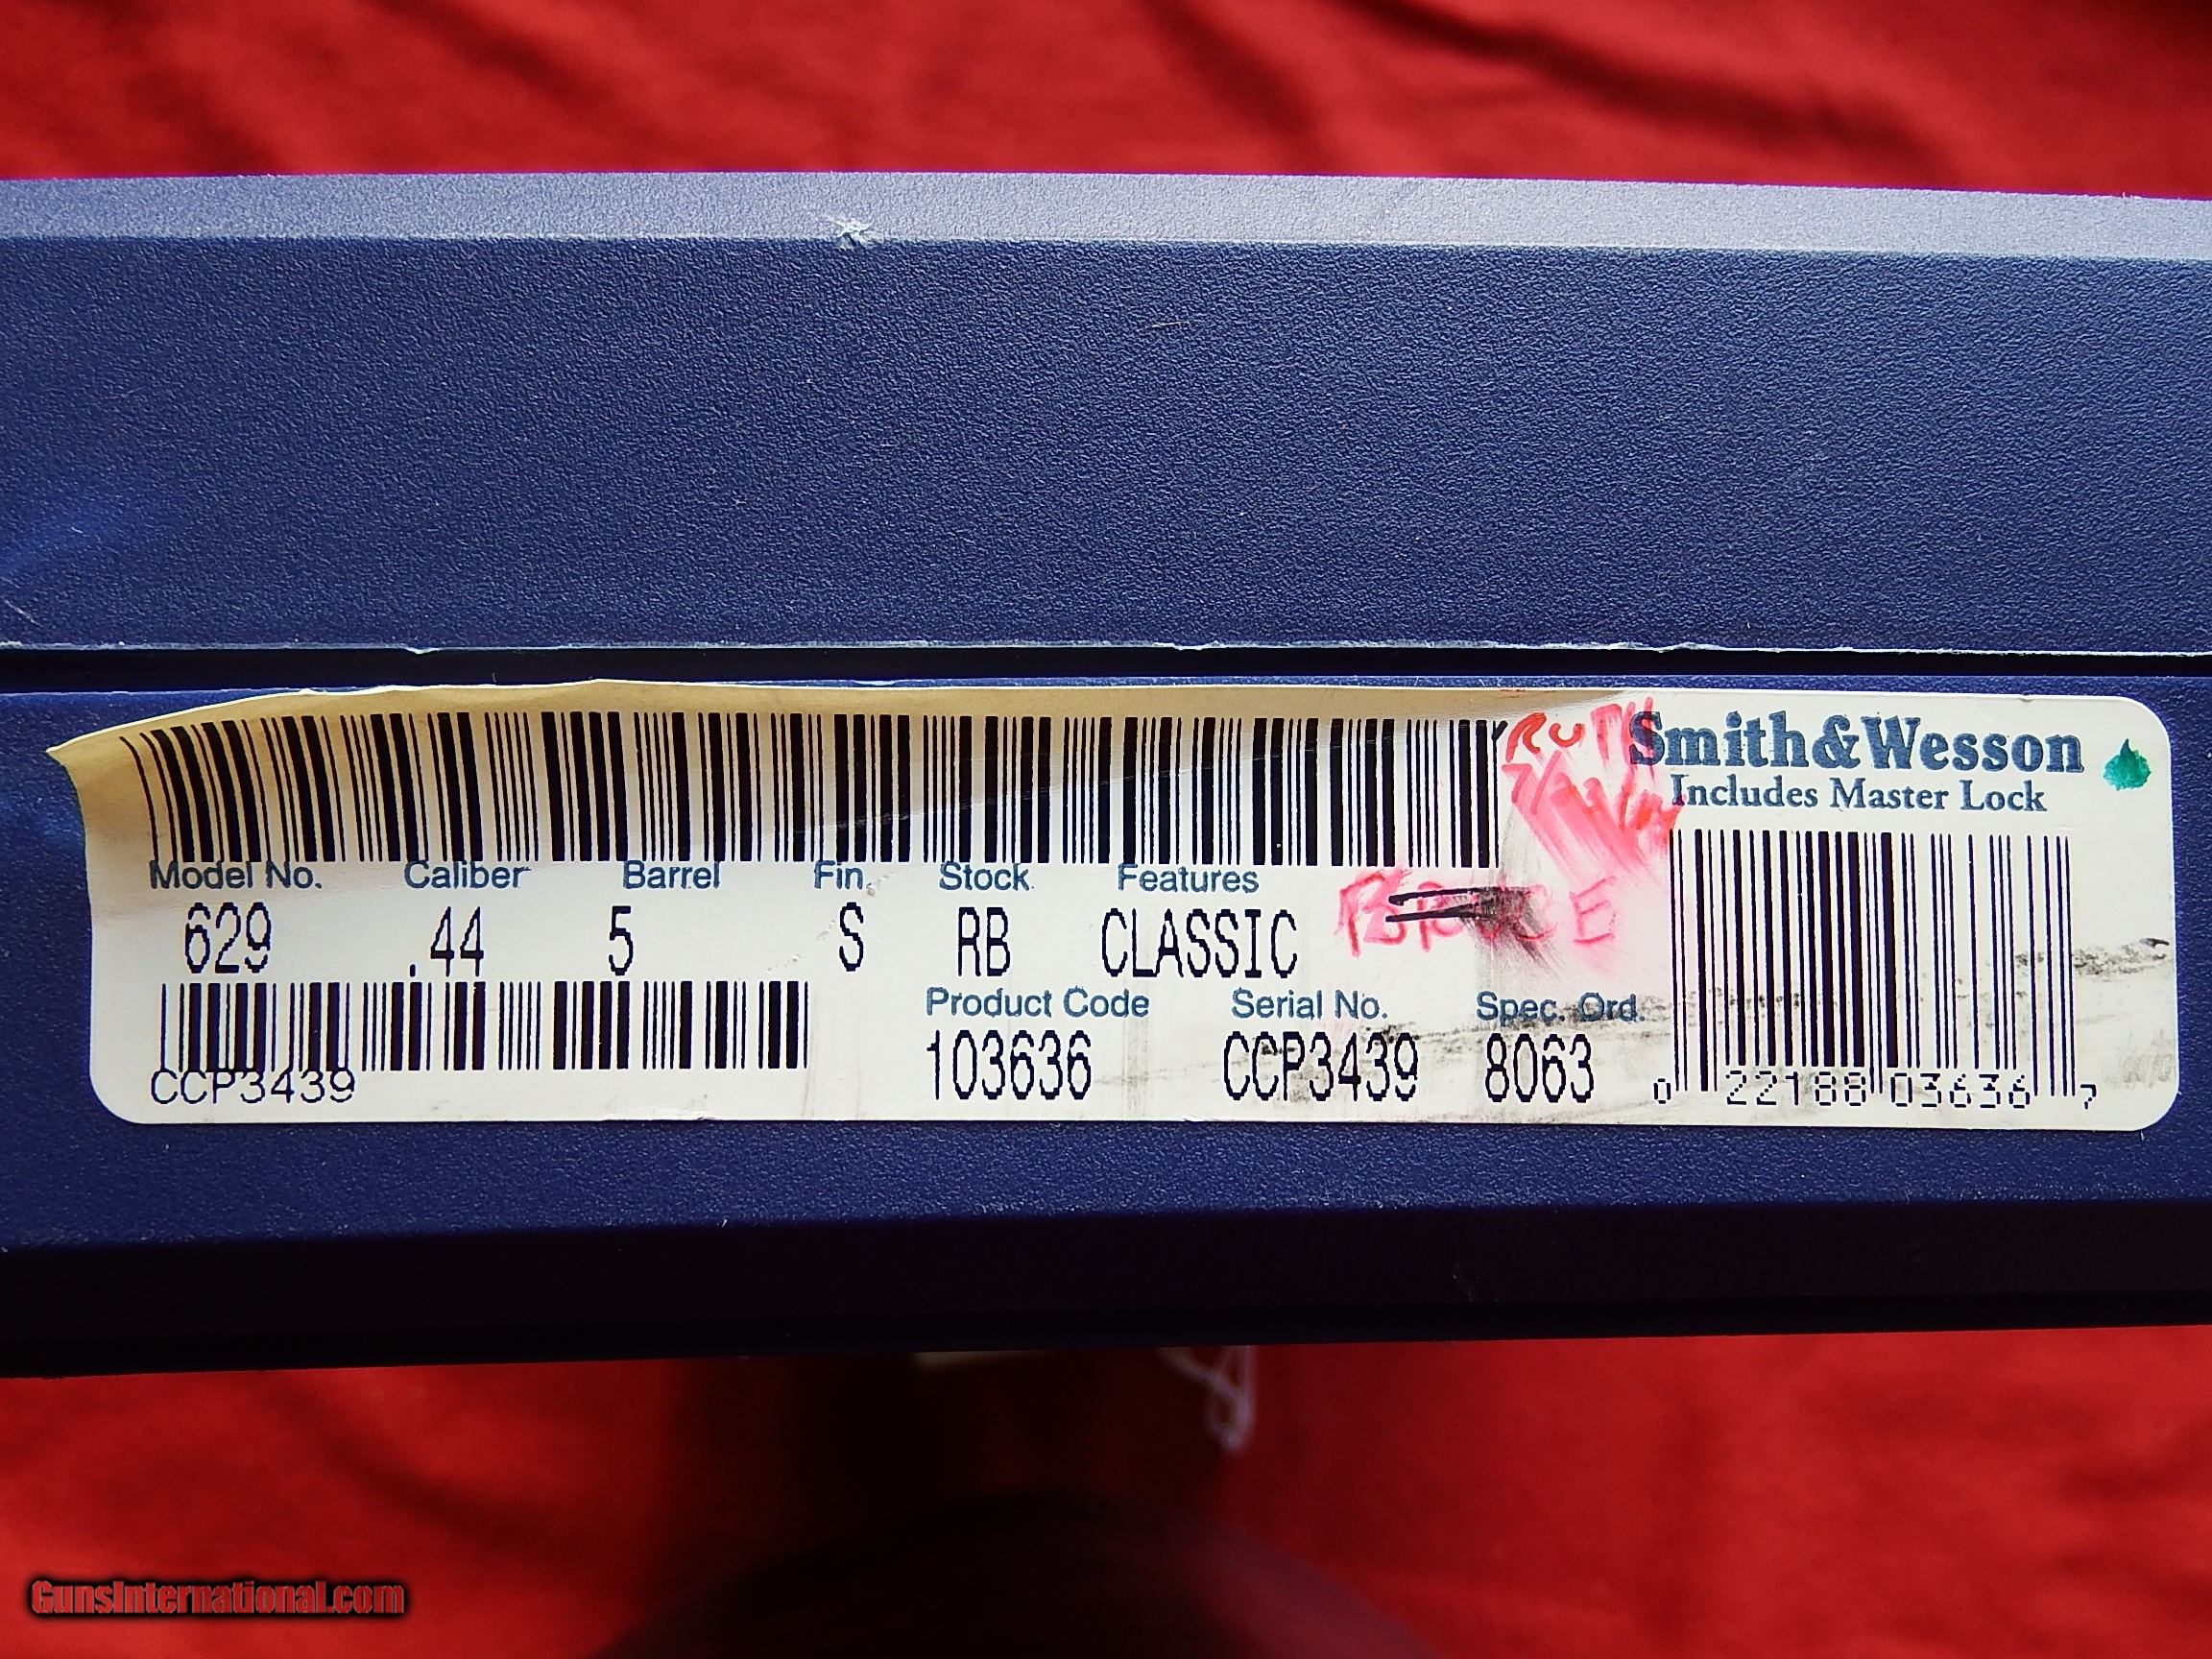 Smith&Wesson
Includes Master Lock
RUTH
Model No. Caliber Barrel Fin. Stock Features
629 .44 5 S RB CLASSIC
Product Code Serial No. Spec. Ord.
103636 CCP3439 8063
CCP3439
0 22188 03636 7
GunsInternational.com